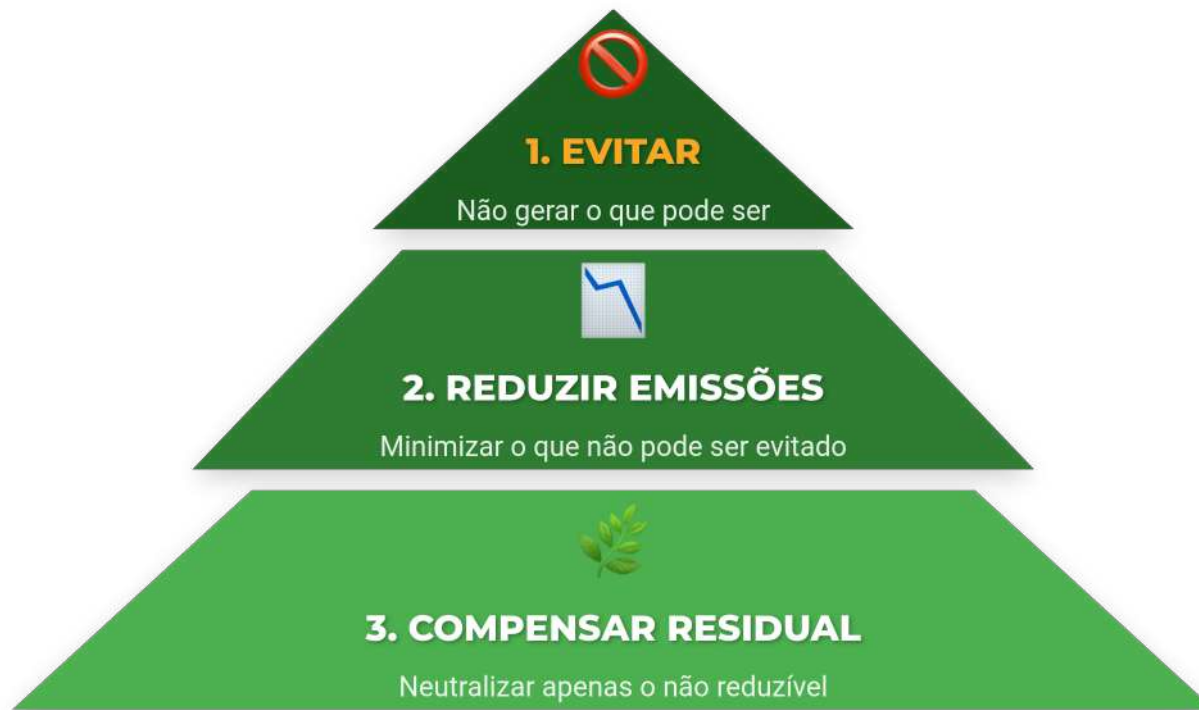 1. EVITAR
Não gerar o que pode ser
2. REDUZIR EMISSÕES
Minimizar o que não pode ser evitado
3. COMPENSAR RESIDUAL
Neutralizar apenas o não reduzível